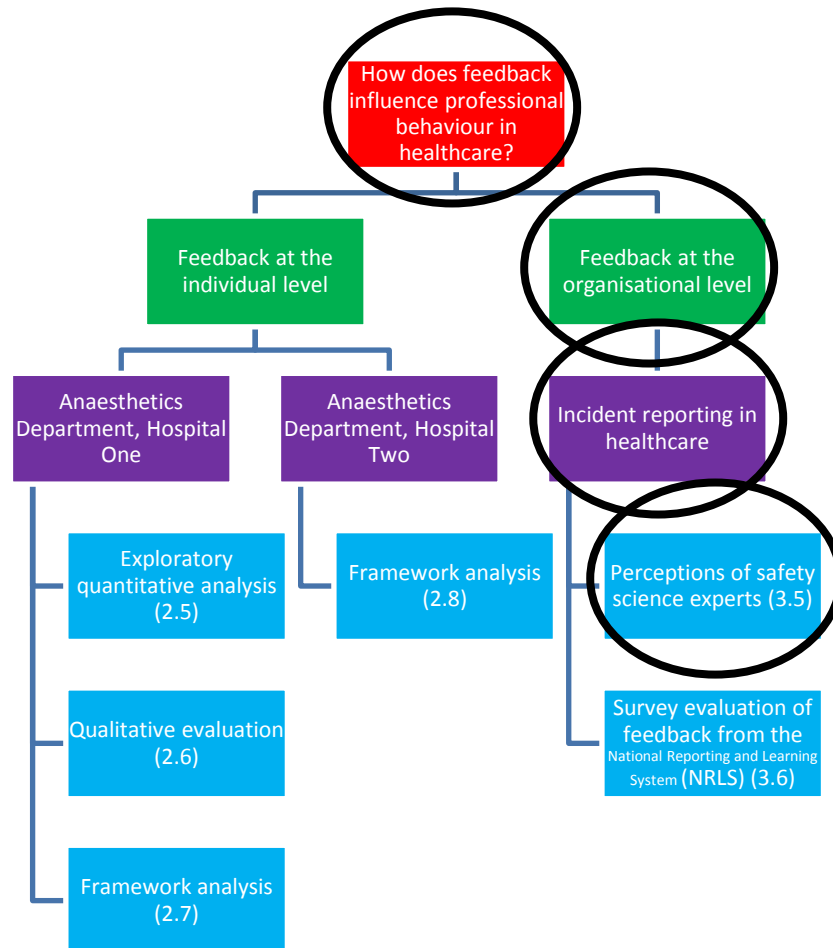 How does feedback
influence professional
behaviour in
healthcare?
Feedback at the
individual level
Feedback at the
organisational level
Anaesthetics
Department, Hospital
One
Anaesthetics
Department, Hospital
Two
Incident reporting in
healthcare
Exploratory
quantitative analysis
(2.5)
Framework analysis
(2.8)
Perceptions of safety
science experts (3.5)
Qualitative evaluation
(2.6)
Survey evaluation of
feedback from the
National Reporting and Learning
System (NRLS) (3.6)
Framework analysis
(2.7)